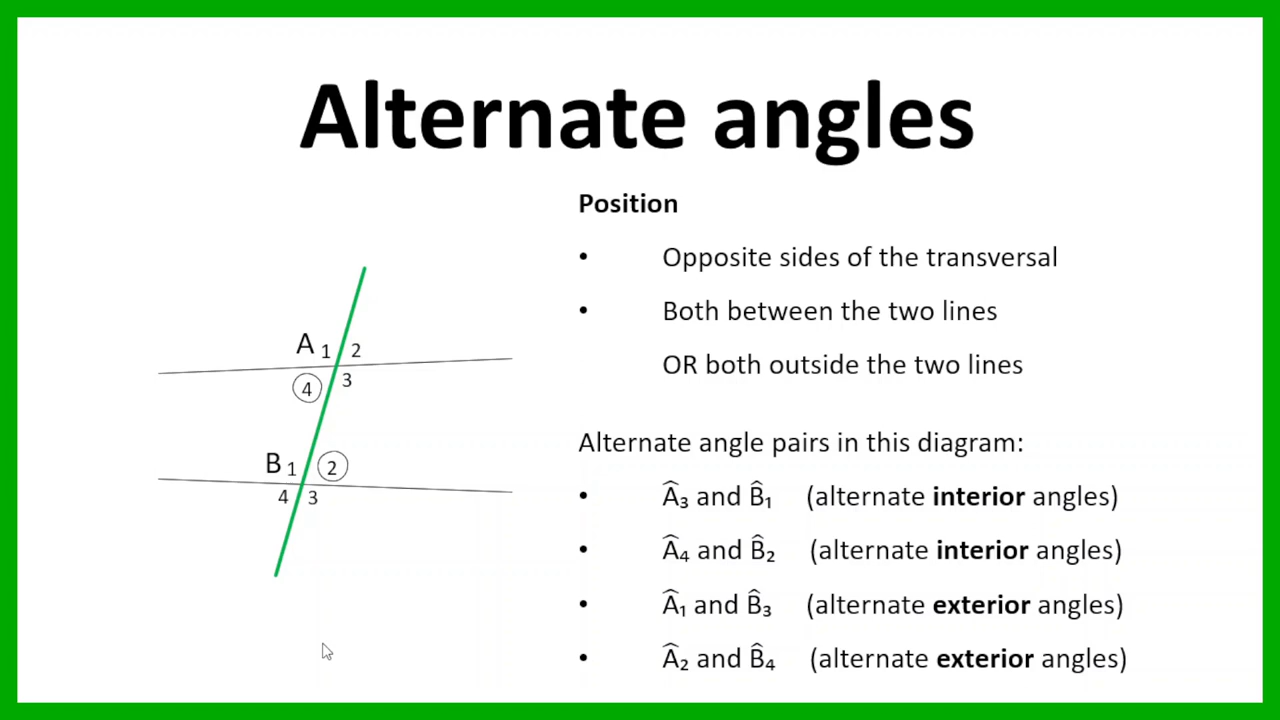 Alternate angles
Position
• Opposite sides of the transversal
• Both between the two lines
OR both outside the two lines
A 1 2
4 3
B 1 2
4 3
Alternate angle pairs in this diagram:
• Â₃ and B̂₁ (alternate interior angles)
• Â₄ and B̂₂ (alternate interior angles)
• Â₁ and B̂₃ (alternate exterior angles)
• Â₂ and B̂₄ (alternate exterior angles)